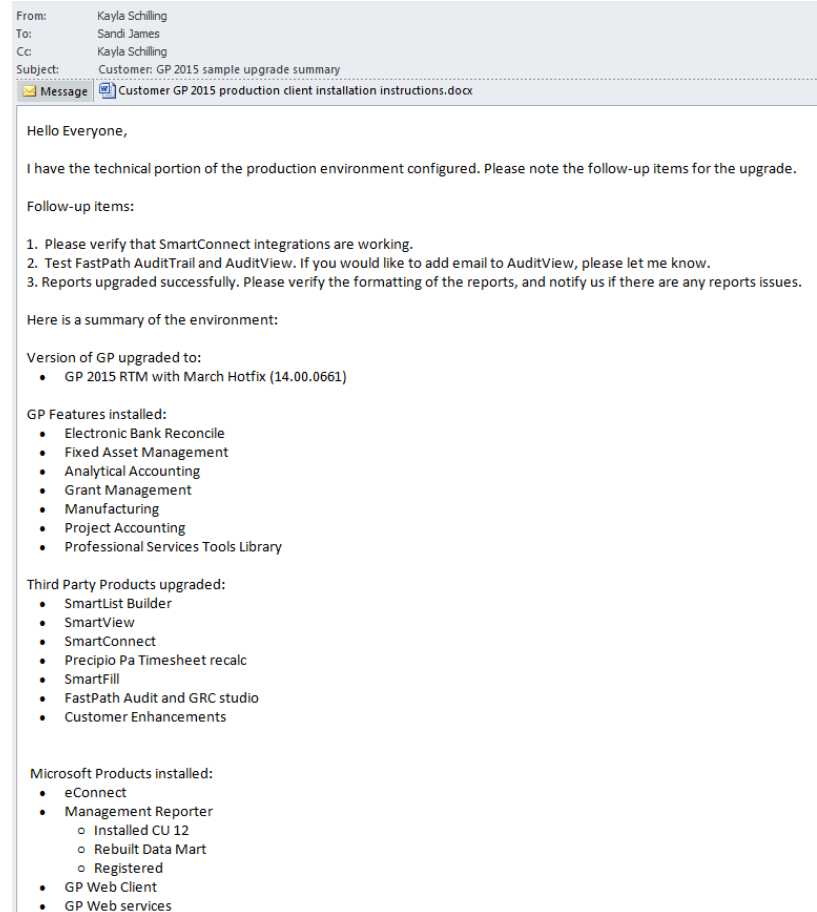 From: Kayla Schilling
To: Sandi James
Cc: Kayla Schilling
Subject: Customer: GP 2015 sample upgrade summary
Message Customer GP 2015 production client installation instructions.docx
Hello Everyone,
I have the technical portion of the production environment configured. Please note the follow-up items for the upgrade.
Follow-up items:
1. Please verify that SmartConnect integrations are working.
2. Test FastPath AuditTrail and AuditView. If you would like to add email to AuditView, please let me know.
3. Reports upgraded successfully. Please verify the formatting of the reports, and notify us if there are any reports issues.
Here is a summary of the environment:
Version of GP upgraded to:
• GP 2015 RTM with March Hotfix (14.00.0661)
GP Features installed:
• Electronic Bank Reconcile
• Fixed Asset Management
• Analytical Accounting
• Grant Management
• Manufacturing
• Project Accounting
• Professional Services Tools Library
Third Party Products upgraded:
• SmartList Builder
• SmartView
• SmartConnect
• Precipio Pa Timesheet recalc
• SmartFill
• FastPath Audit and GRC studio
• Customer Enhancements
Microsoft Products installed:
• eConnect
• Management Reporter
o Installed CU 12
o Rebuilt Data Mart
o Registered
• GP Web Client
• GP Web services